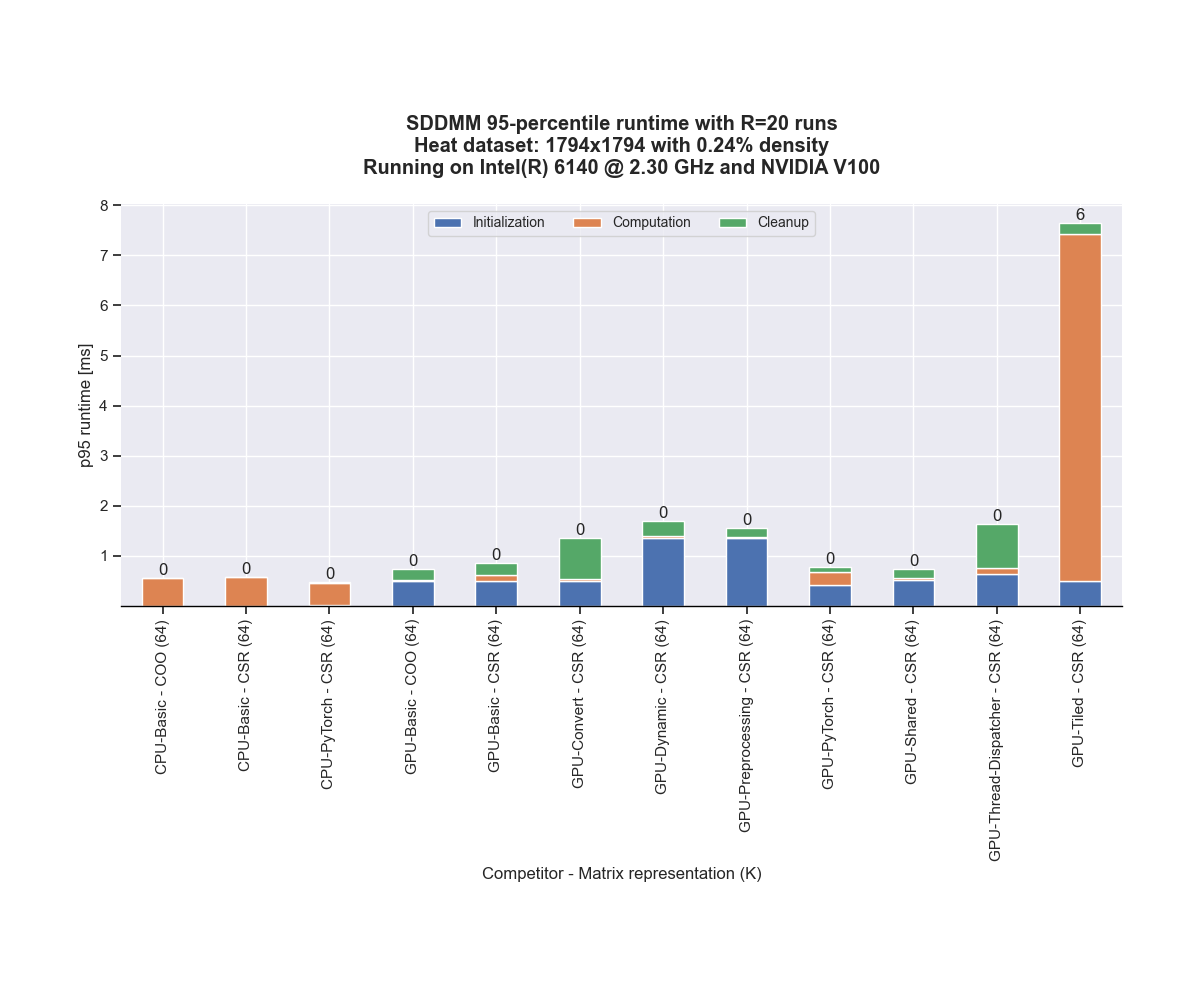 SDDMM 95-percentile runtime with R=20 runs
Heat dataset: 1794x1794 with 0.24% density
Running on Intel(R) 6140 @ 2.30 GHz and NVIDIA V100
Initialization Computation Cleanup
p95 runtime [ms]
8
7
6
5
4
3
2
1
0 0 0 0 0 0 0 0 0 0 0 6
CPU-Basic - COO (64)
CPU-Basic - CSR (64)
CPU-PyTorch - CSR (64)
GPU-Basic - COO (64)
GPU-Basic - CSR (64)
GPU-Convert - CSR (64)
GPU-Dynamic - CSR (64)
GPU-Preprocessing - CSR (64)
GPU-PyTorch - CSR (64)
GPU-Shared - CSR (64)
GPU-Thread-Dispatcher - CSR (64)
GPU-Tiled - CSR (64)
Competitor - Matrix representation (K)